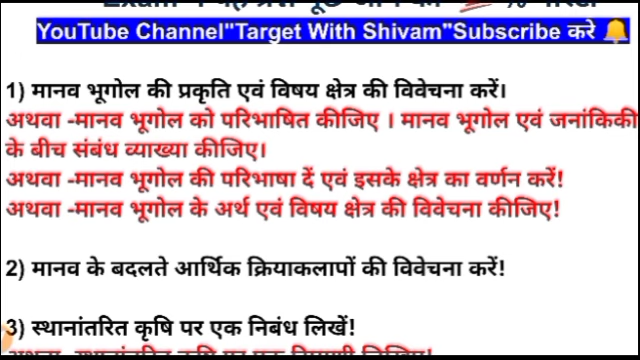 YouTube Channel"Target With Shivam"Subscribe करे 🔔
1) मानव भूगोल की प्रकृति एवं विषय क्षेत्र की विवेचना करें।
अथवा -मानव भूगोल को परिभाषित कीजिए । मानव भूगोल एवं जनांकिकी
के बीच संबंध व्याख्या कीजिए।
अथवा -मानव भूगोल की परिभाषा दें एवं इसके क्षेत्र का वर्णन करें!
अथवा -मानव भूगोल के अर्थ एवं विषय क्षेत्र की विवेचना कीजिए!
2) मानव के बदलते आर्थिक क्रियाकलापों की विवेचना करें!
3) स्थानांतरित कृषि पर एक निबंध लिखें!